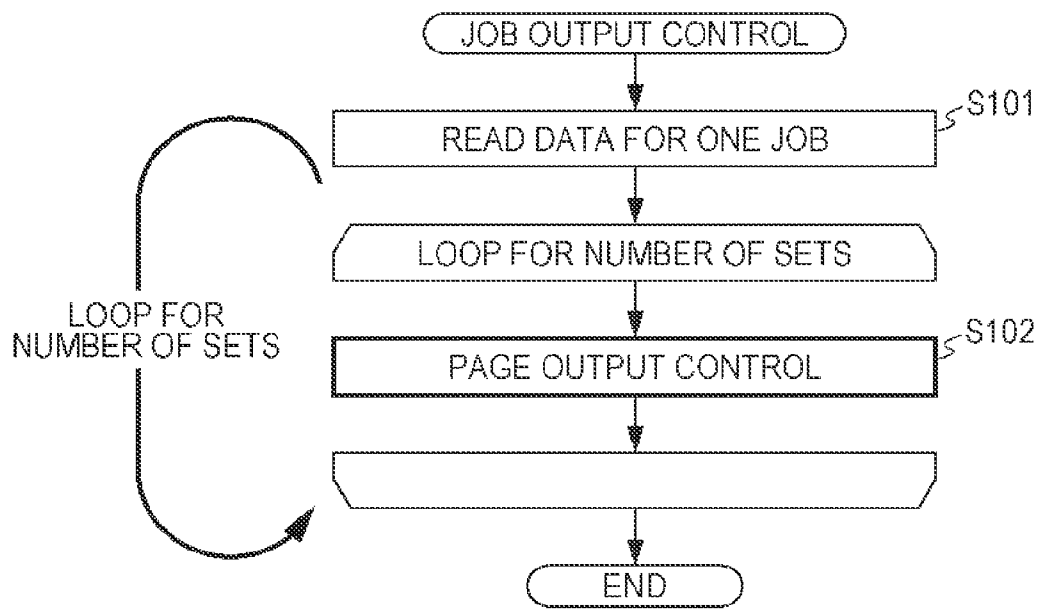 JOB OUTPUT CONTROL
S101
READ DATA FOR ONE JOB
LOOP FOR NUMBER OF SETS
LOOP FOR
NUMBER OF SETS
S102
PAGE OUTPUT CONTROL
END